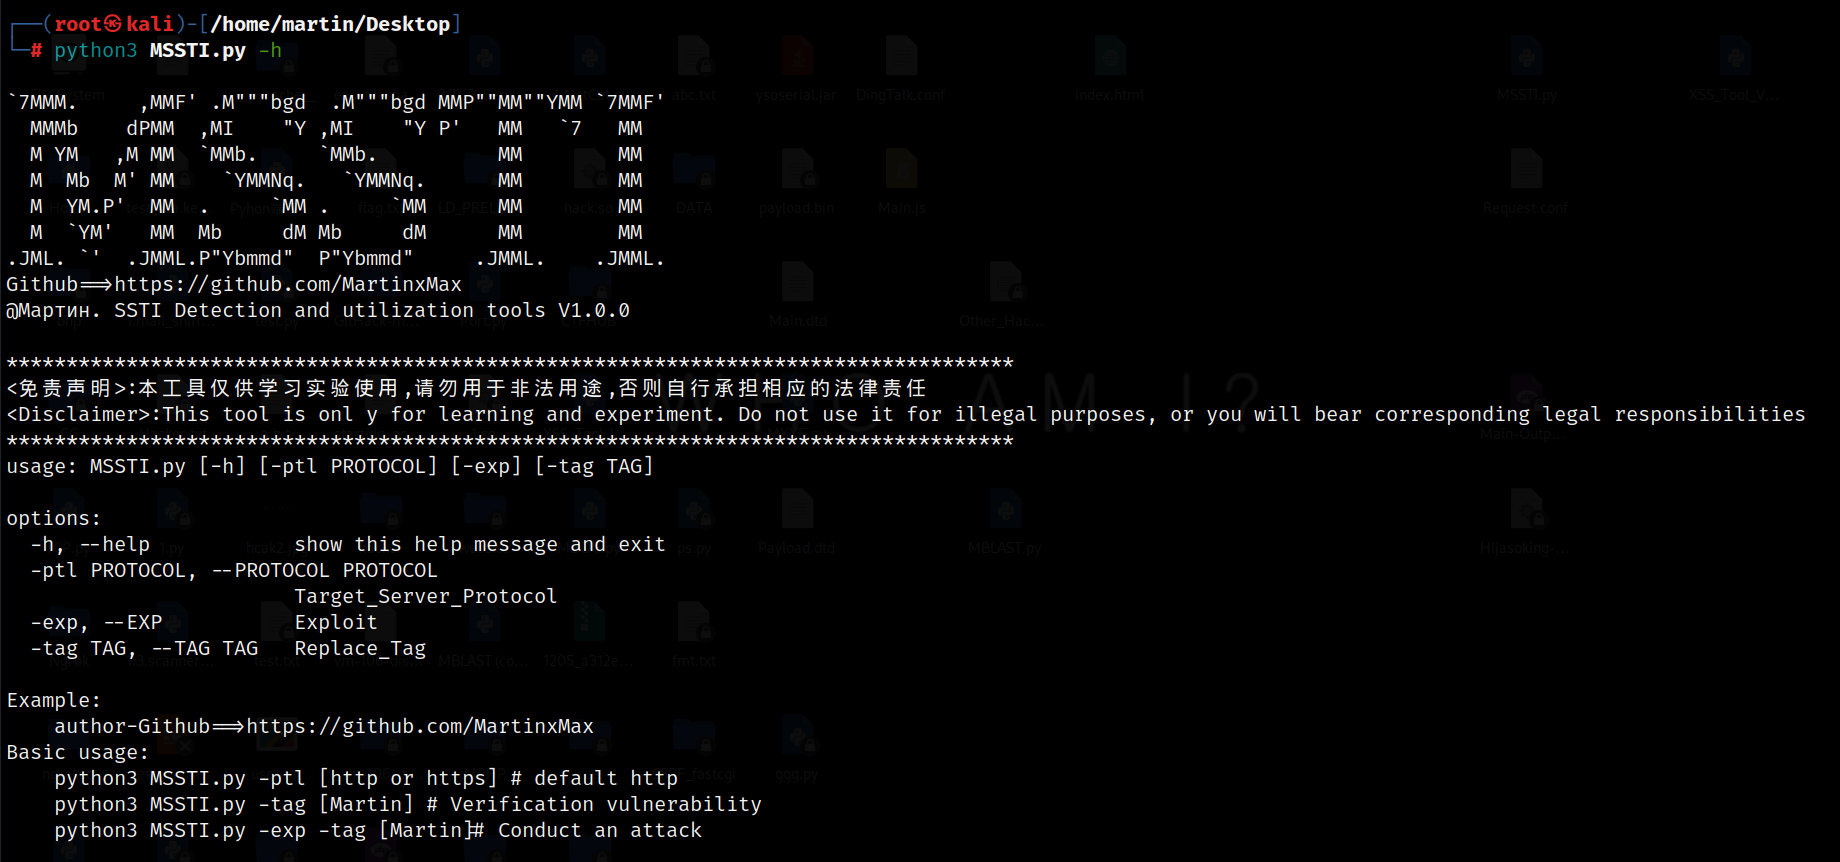 ┌──(root㉿kali)-[/home/martin/Desktop]
└─# python3 MSSTI.py -h
`7MMM.     ,MMF' .M"""bgd  .M"""bgd MMP""MM""YMM `7MMF'
  MMMb    dPMM  ,MI    "Y ,MI    "Y P'   MM   `7   MM
  M YM   ,M MM  `MMb.     `MMb.          MM        MM
  M  Mb  M' MM    `YMMNq.   `YMMNq.      MM        MM
  M  YM.P'  MM  .     `MM .     `MM      MM        MM
  M  `YM'   MM  Mb     dM Mb     dM      MM        MM
.JML. `'  .JMML.P"Ybmmd"  P"Ybmmd"     .JMML.    .JMML.
Github==>https://github.com/MartinxMax
@Мартин. SSTI Detection and utilization tools V1.0.0
************************************************************************************
<免责声明>:本工具仅供学习实验使用,请勿用于非法用途,否则自行承担相应的法律责任
<Disclaimer>:This tool is onl y for learning and experiment. Do not use it for illegal purposes, or you will bear corresponding legal responsibilities
************************************************************************************
usage: MSSTI.py [-h] [-ptl PROTOCOL] [-exp] [-tag TAG]
options:
  -h, --help            show this help message and exit
  -ptl PROTOCOL, --PROTOCOL PROTOCOL
                        Target_Server_Protocol
  -exp, --EXP           Exploit
  -tag TAG, --TAG TAG   Replace_Tag
Example:
    author-Github==>https://github.com/MartinxMax
Basic usage:
    python3 MSSTI.py -ptl [http or https] # default http
    python3 MSSTI.py -tag [Martin] # Verification vulnerability
    python3 MSSTI.py -exp -tag [Martin]# Conduct an attack